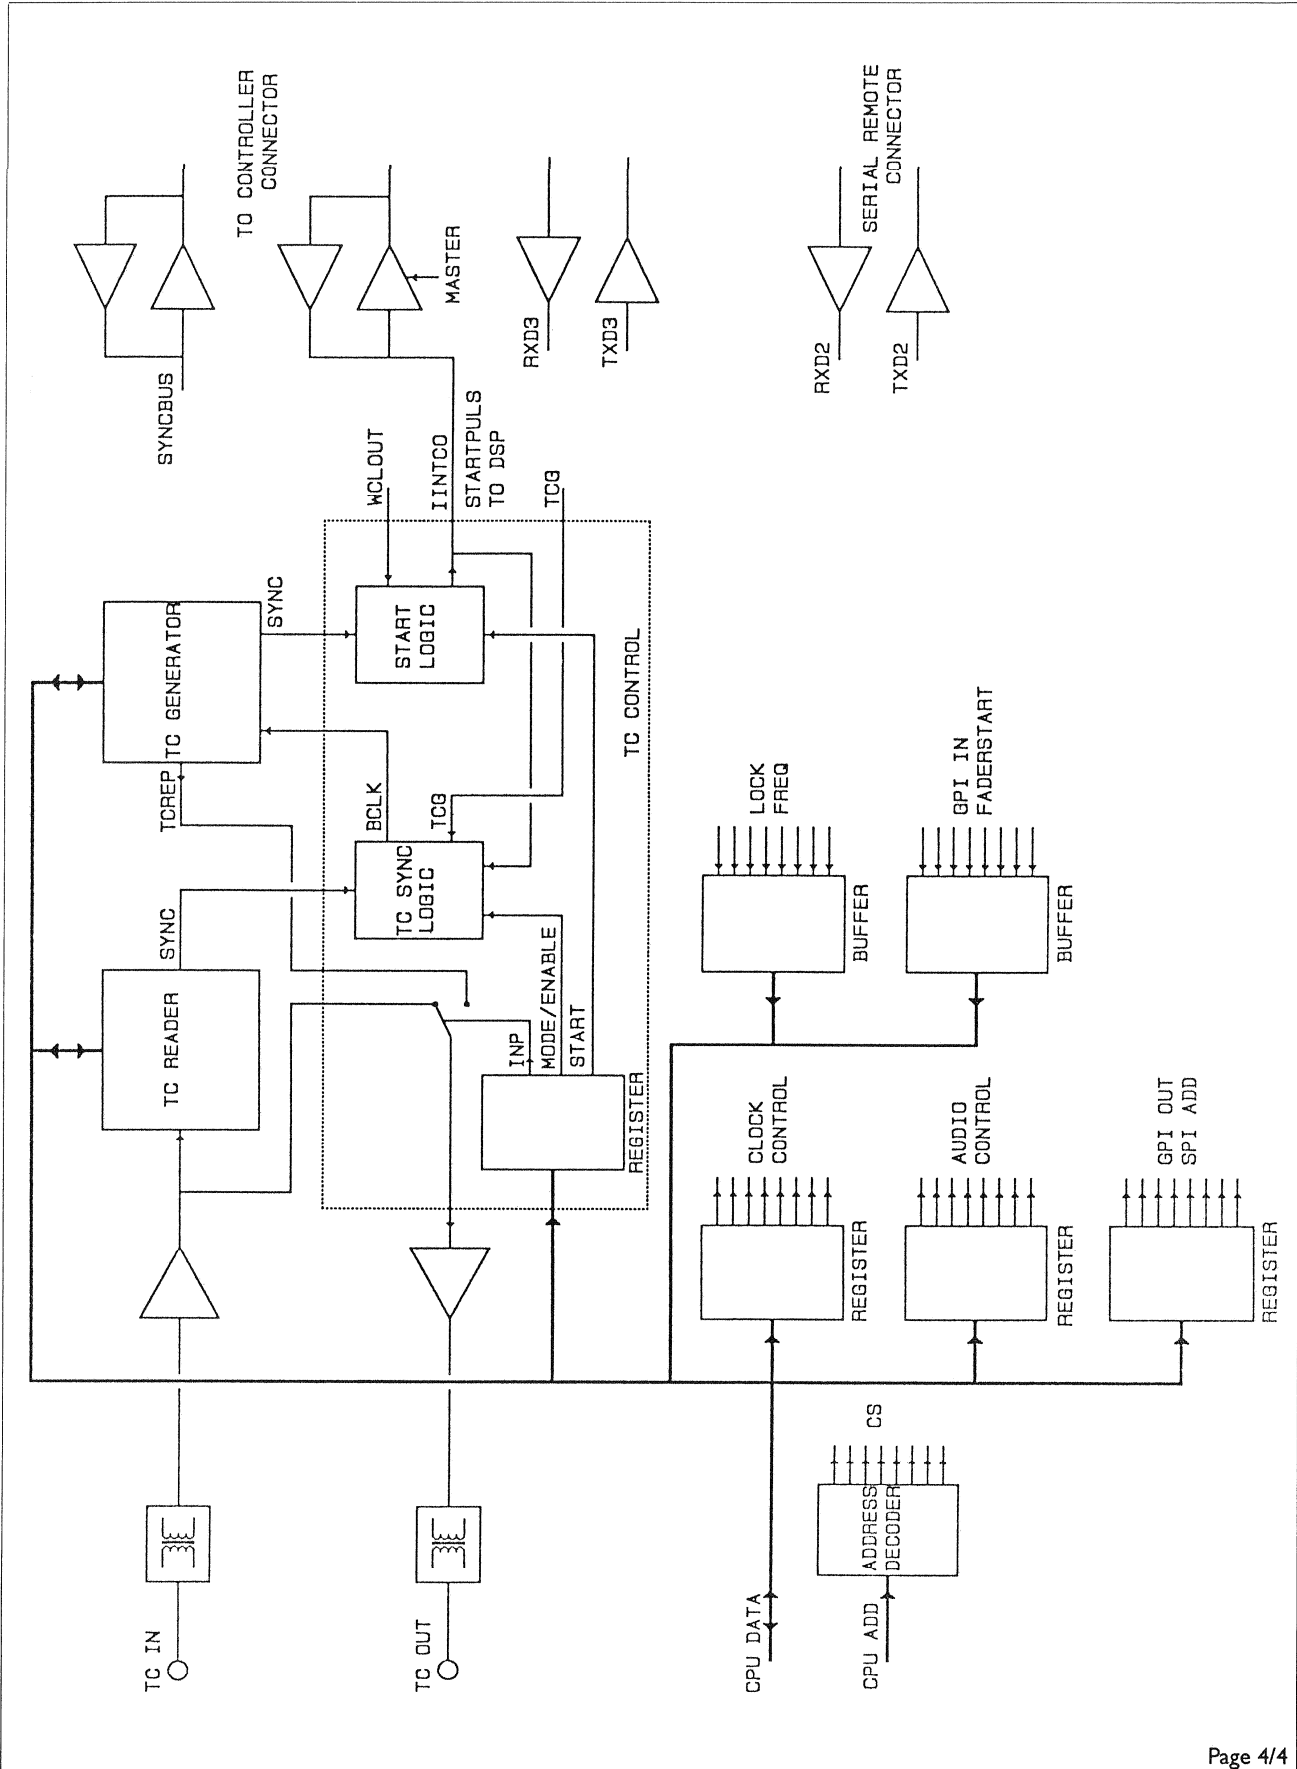 TC IN
TC READER
SYNC
TCREP
TC GENERATOR
SYNC
SYNCBUS
TO CONTROLLER
CONNECTOR
TC OUT
TC SYNC
LOGIC
BCLK
TCG
START
LOGIC
WCLOUT
IINTCO
STARTPULS
TO DSP
MASTER
REGISTER
INP
MODE/ENABLE
START
TC CONTROL
TCG
RXD3
TXD3
CPU DATA
REGISTER
CLOCK
CONTROL
BUFFER
LOCK
FREQ
RXD2
TXD2
SERIAL REMOTE
CONNECTOR
CPU ADD
ADDRESS
DECODER
CS
REGISTER
AUDIO
CONTROL
BUFFER
GPI IN
FADERSTART
REGISTER
GPI OUT
SPI ADD
Page 4/4